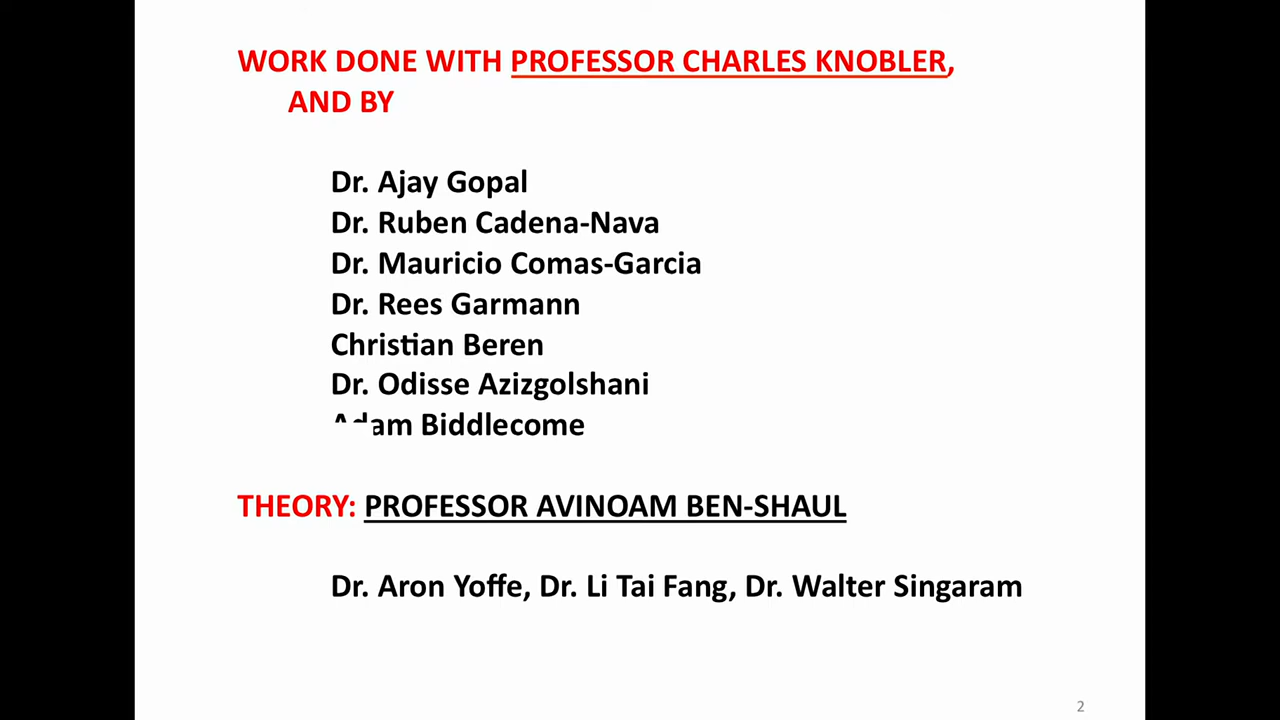 WORK DONE WITH PROFESSOR CHARLES KNOBLER,
AND BY
Dr. Ajay Gopal
Dr. Ruben Cadena-Nava
Dr. Mauricio Comas-Garcia
Dr. Rees Garmann
Christian Beren
Dr. Odisse Azizgolshani
Adam Biddlecome
THEORY: PROFESSOR AVINOAM BEN-SHAUL
Dr. Aron Yoffe, Dr. Li Tai Fang, Dr. Walter Singaram
2